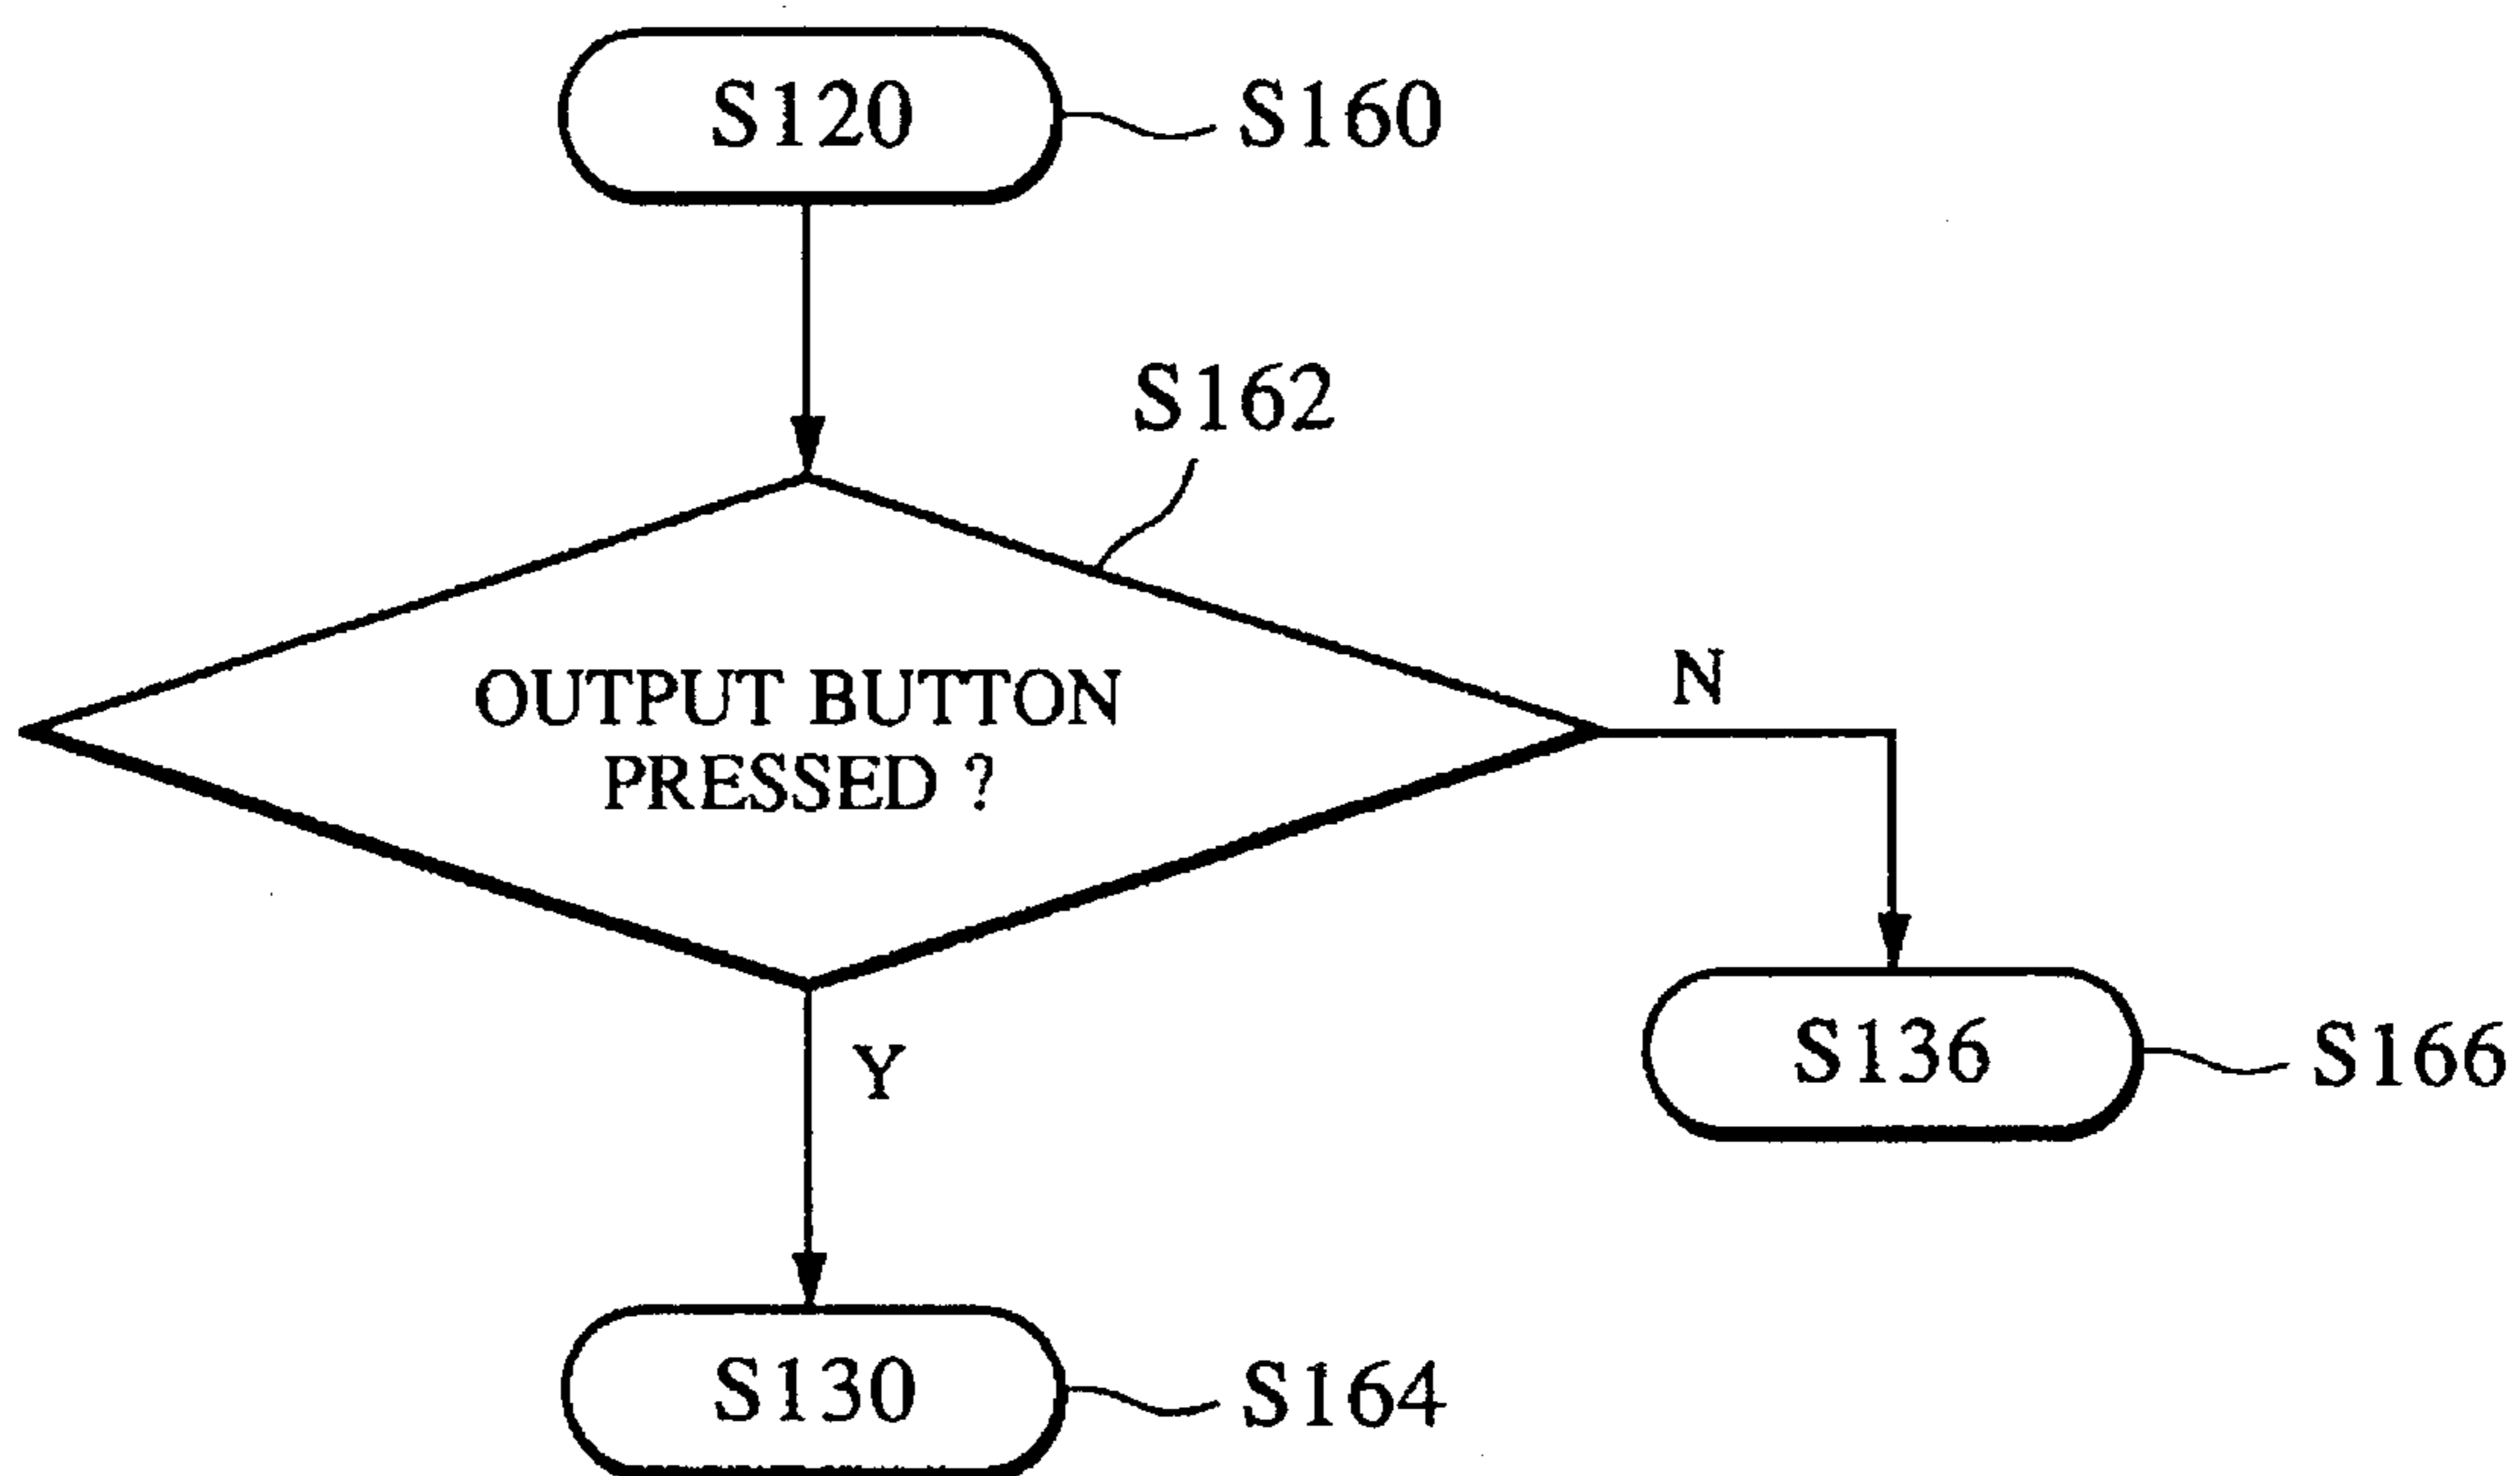 S120
S160
S162
OUTPUT BUTTON
PRESSED ?
N
Y
S136
S166
S130
S164